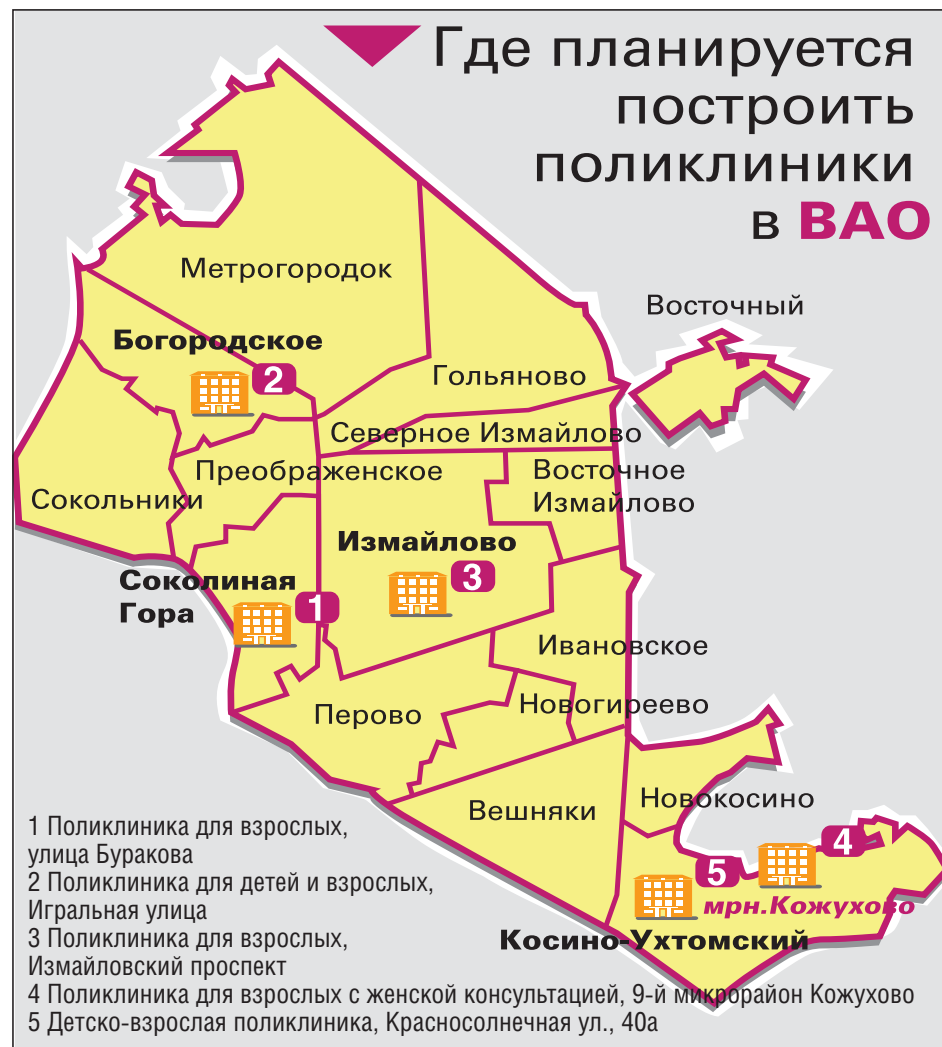 Где планируется
построить
поликлиники
в ВАО
Восточный
Метрогородок
Богородское
2
Гольяново
Северное Измайлово
Преображенское
Восточное
Измайлово
Сокольники
Измайлово
3
Соколиная
Гора
1
Ивановское
Новогиреево
Перово
Новокосино
Вешняки
4
5
мрн.Кожухово
Косино-Ухтомский
1 Поликлиника для взрослых,
улица Буракова
2 Поликлиника для детей и взрослых,
Игральная улица
3 Поликлиника для взрослых,
Измайловский проспект
4 Поликлиника для взрослых с женской консультацией, 9-й микрорайон Кожухово
5 Детско-взрослая поликлиника, Красносолнечная ул., 40а